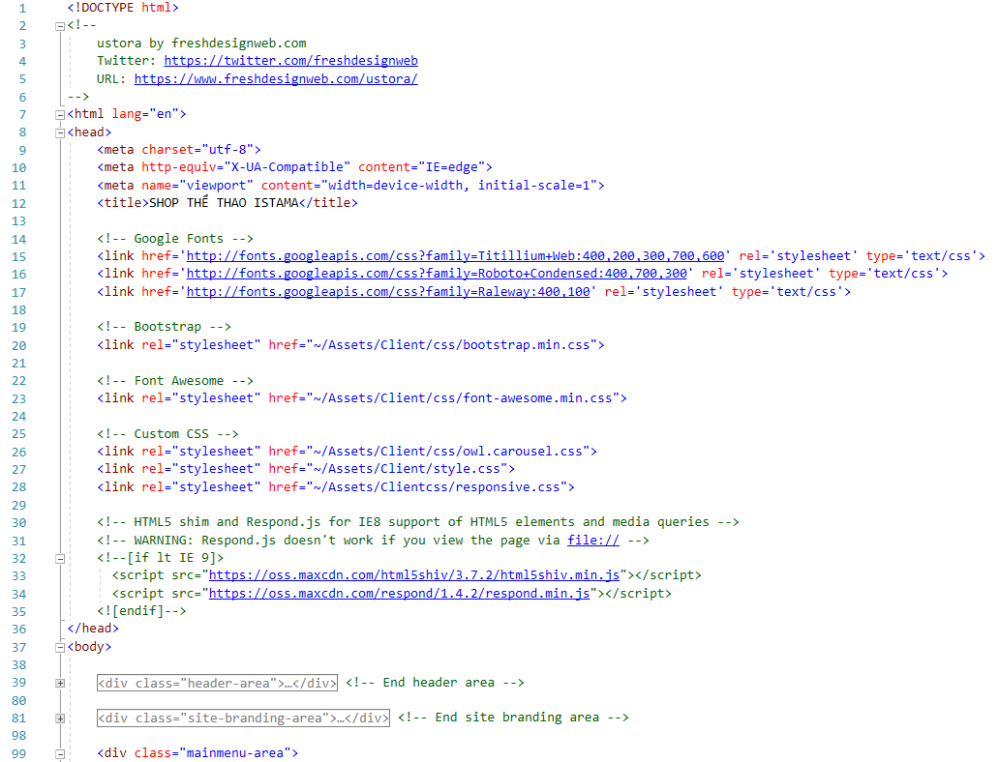 1 <!DOCTYPE html>
2 <!--
3 ustora by freshdesignweb.com
4 Twitter: https://twitter.com/freshdesignweb
5 URL: https://www.freshdesignweb.com/ustora/
6 -->
7 <html lang="en">
8 <head>
9 <meta charset="utf-8">
10 <meta http-equiv="X-UA-Compatible" content="IE=edge">
11 <meta name="viewport" content="width=device-width, initial-scale=1">
12 <title>SHOP THỂ THAO ISTAMA</title>
13
14 <!-- Google Fonts -->
15 <link href='http://fonts.googleapis.com/css?family=Titillium+Web:400,200,300,700,600' rel='stylesheet' type='text/css'>
16 <link href='http://fonts.googleapis.com/css?family=Roboto+Condensed:400,700,300' rel='stylesheet' type='text/css'>
17 <link href='http://fonts.googleapis.com/css?family=Raleway:400,100' rel='stylesheet' type='text/css'>
18
19 <!-- Bootstrap -->
20 <link rel="stylesheet" href="~/Assets/Client/css/bootstrap.min.css">
21
22 <!-- Font Awesome -->
23 <link rel="stylesheet" href="~/Assets/Client/css/font-awesome.min.css">
24
25 <!-- Custom CSS -->
26 <link rel="stylesheet" href="~/Assets/Client/css/owl.carousel.css">
27 <link rel="stylesheet" href="~/Assets/Client/style.css">
28 <link rel="stylesheet" href="~/Assets/Clientcss/responsive.css">
29
30 <!-- HTML5 shim and Respond.js for IE8 support of HTML5 elements and media queries -->
31 <!-- WARNING: Respond.js doesn't work if you view the page via file:// -->
32 <!--[if lt IE 9]>
33 <script src="https://oss.maxcdn.com/html5shiv/3.7.2/html5shiv.min.js"></script>
34 <script src="https://oss.maxcdn.com/respond/1.4.2/respond.min.js"></script>
35 <![endif]-->
36 </head>
37 <body>
38
39 <div class="header-area">…</div> <!-- End header area -->
80
81 <div class="site-branding-area">…</div> <!-- End site branding area -->
98
99 <div class="mainmenu-area">